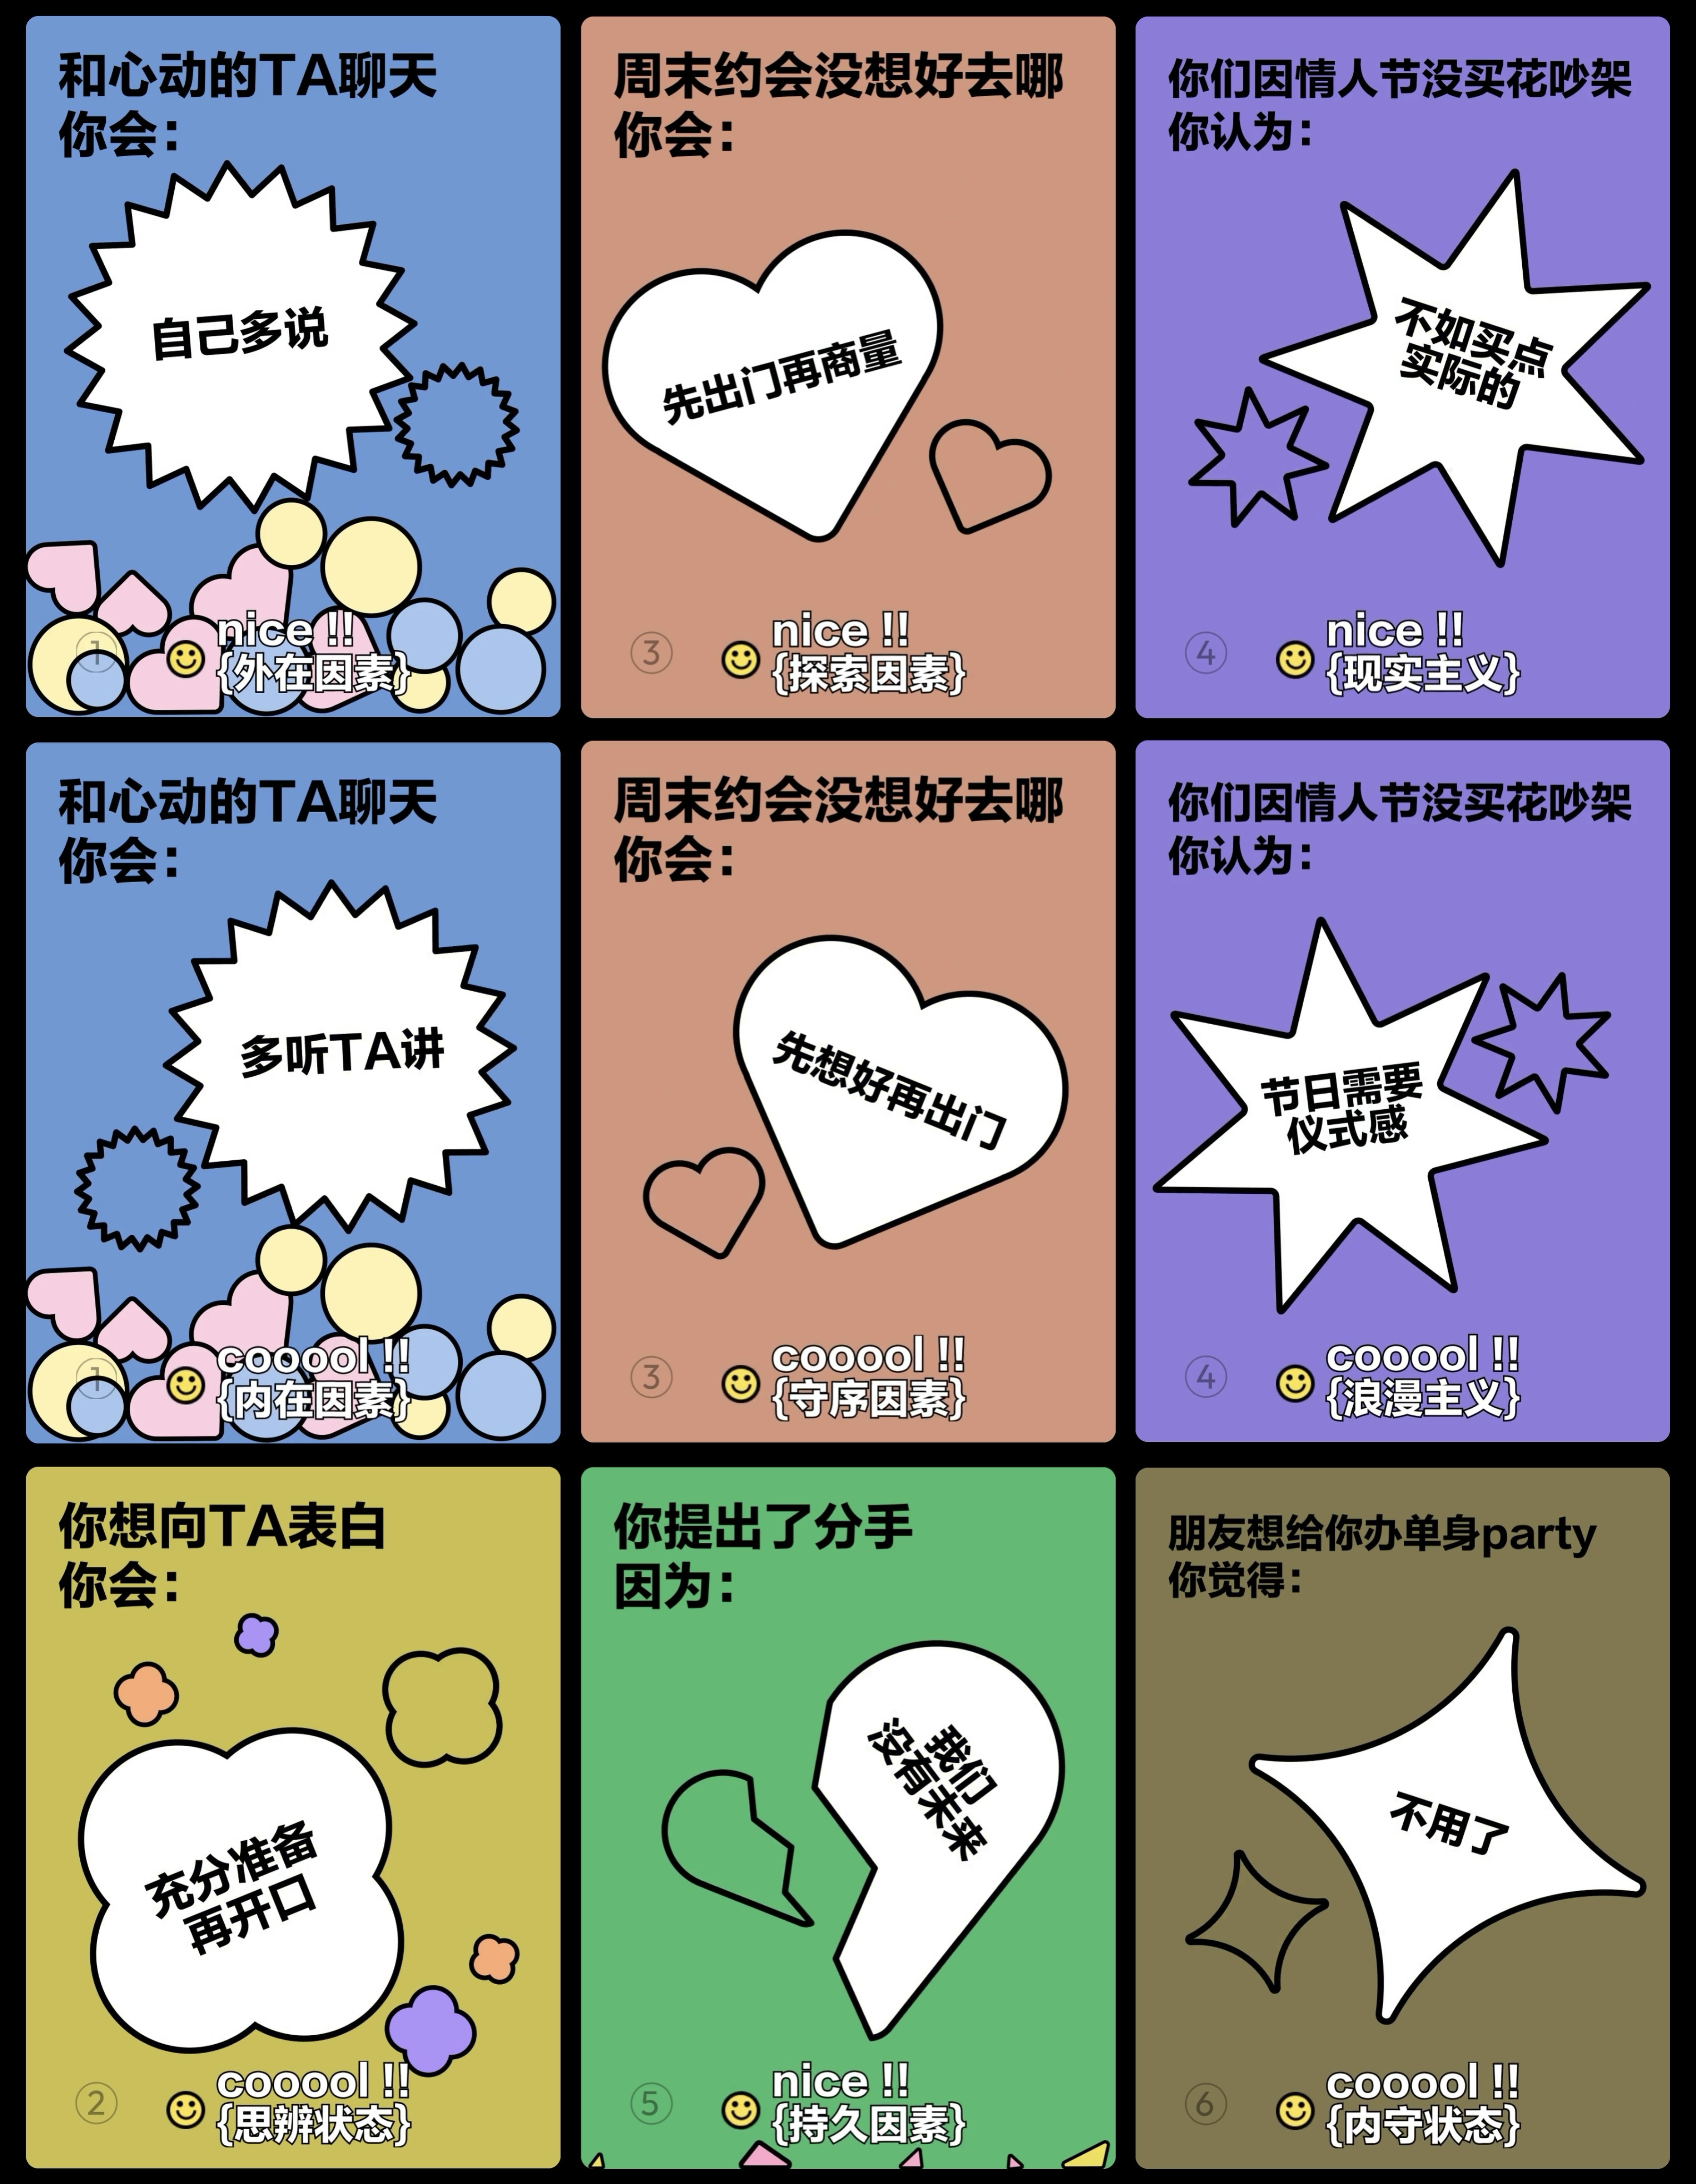 和心动的TA聊天
你会：
自己多说
①
nice !!
{外在因素}
周末约会没想好去哪
你会：
先出门再商量
③
nice !!
{探索因素}
你们因情人节没买花吵架
你认为：
不如买点
实际的
④
nice !!
{现实主义}
和心动的TA聊天
你会：
多听TA讲
①
cooool !!
{内在因素}
周末约会没想好去哪
你会：
先想好再出门
③
cooool !!
{守序因素}
你们因情人节没买花吵架
你认为：
节日需要
仪式感
④
cooool !!
{浪漫主义}
你想向TA表白
你会：
充分准备
再开口
②
cooool !!
{思辨状态}
你提出了分手
因为：
我们
没有未来
⑤
nice !!
{持久因素}
朋友想给你办单身party
你觉得：
不用了
⑥
cooool !!
{内守状态}